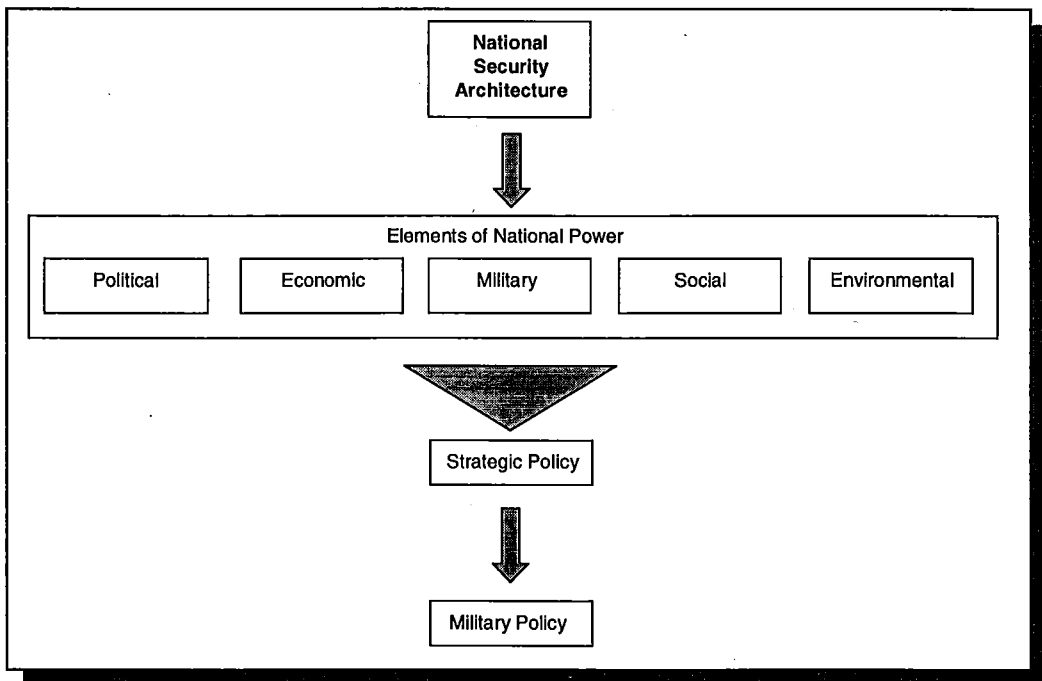 National
Security
Architecture
Elements of National Power
Political
Economic
Military
Social
Environmental
Strategic Policy
Military Policy